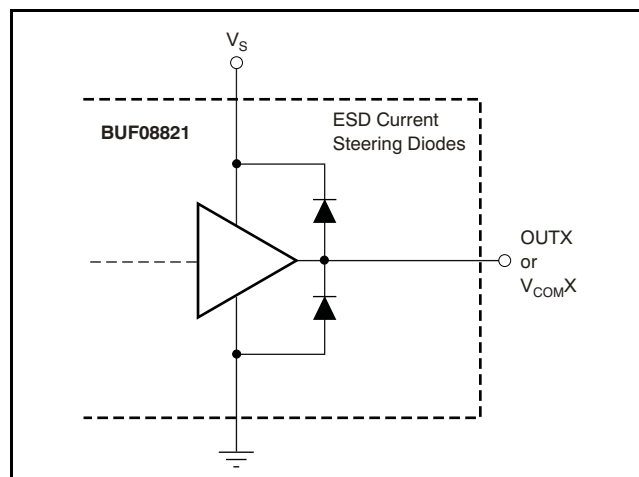 V_S
BUF08821
ESD Current
Steering Diodes
OUTX
or
V_COMX